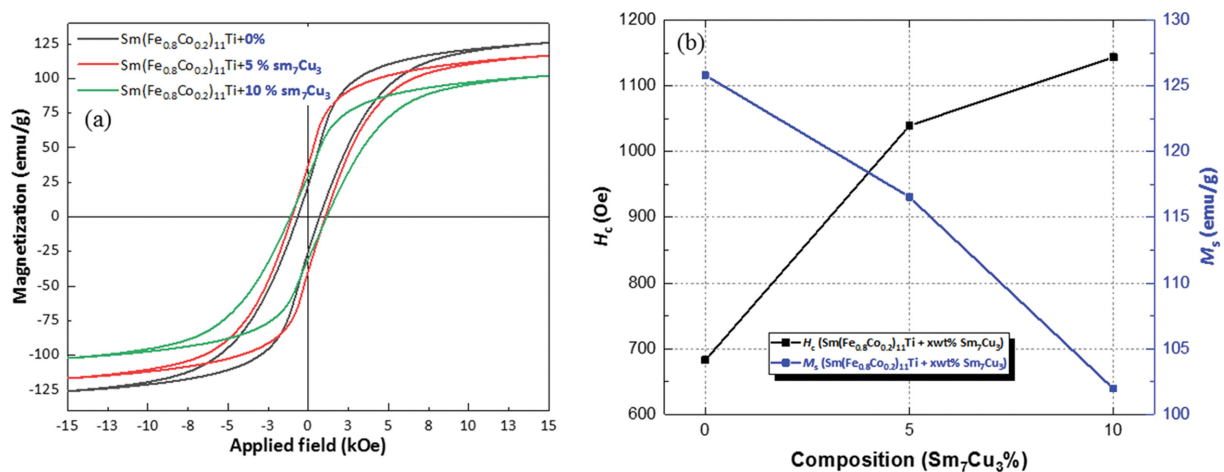 (a)
Sm(Fe0.8Co0.2)11Ti+0%
Sm(Fe0.8Co0.2)11Ti+5 % sm7Cu3
Sm(Fe0.8Co0.2)11Ti+10 % sm7Cu3
Magnetization (emu/g)
125
100
75
50
25
0
-25
-50
-75
-100
-125
-15 -13 -10 -8 -5 -3 0 3 5 8 10 13 15
Applied field (kOe)
(b)
Hc (Oe)
1200
1100
1000
900
800
700
600
Hc (Sm(Fe0.8Co0.2)11Ti + xwt% Sm7Cu3)
Ms (Sm(Fe0.8Co0.2)11Ti + xwt% Sm7Cu3)
0 5 10
Composition (Sm7Cu3%)
130
125
120
115
110
105
100
Ms (emu/g)